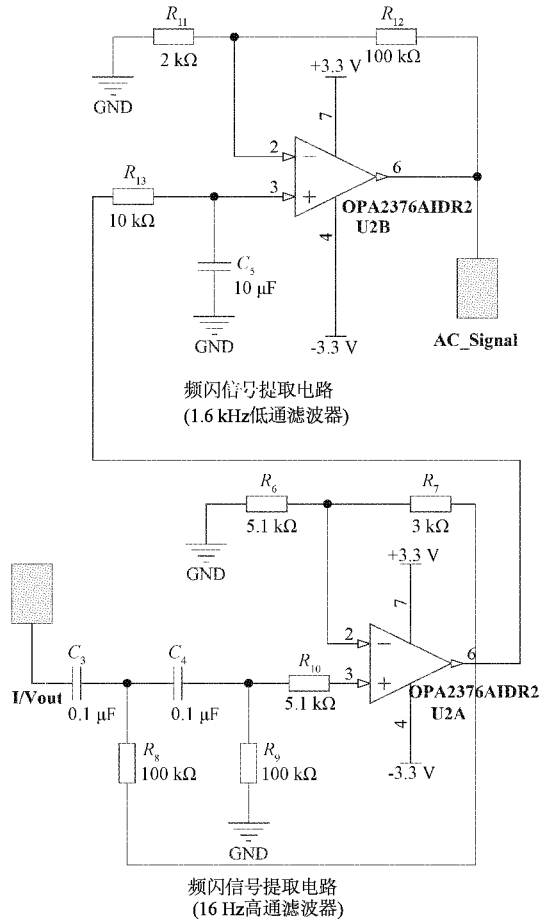 R11
2 kΩ
R12
100 kΩ
GND
+3.3 V
7
2
6
3
R13
10 kΩ
OPA2376AIDR2
U2B
4
C5
10 μF
GND
-3.3 V
AC_Signal
频闪信号提取电路
(1.6 kHz低通滤波器)
R6
5.1 kΩ
R7
3 kΩ
GND
+3.3 V
7
2
6
3
I/Vout
C3
0.1 μF
C4
0.1 μF
R10
5.1 kΩ
OPA2376AIDR2
U2A
4
R8
100 kΩ
R9
100 kΩ
-3.3 V
GND
频闪信号提取电路
(16 Hz高通滤波器)